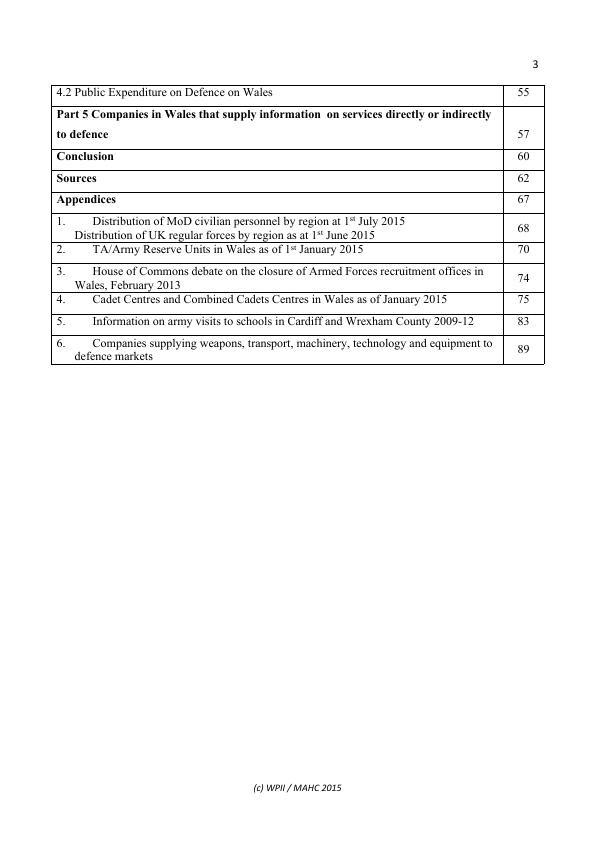 3
4.2 Public Expenditure on Defence on Wales 55
Part 5 Companies in Wales that supply information  on services directly or indirectly
to defence 57
Conclusion 60
Sources 62
Appendices 67
1. Distribution of MoD civilian personnel by region at 1st July 2015
Distribution of UK regular forces by region as at 1st June 2015 68
2. TA/Army Reserve Units in Wales as of 1st January 2015 70
3. House of Commons debate on the closure of Armed Forces recruitment offices in
Wales, February 2013 74
4. Cadet Centres and Combined Cadets Centres in Wales as of January 2015 75
5. Information on army visits to schools in Cardiff and Wrexham County 2009-12 83
6. Companies supplying weapons, transport, machinery, technology and equipment to
defence markets 89
(c) WPII / MAHC 2015